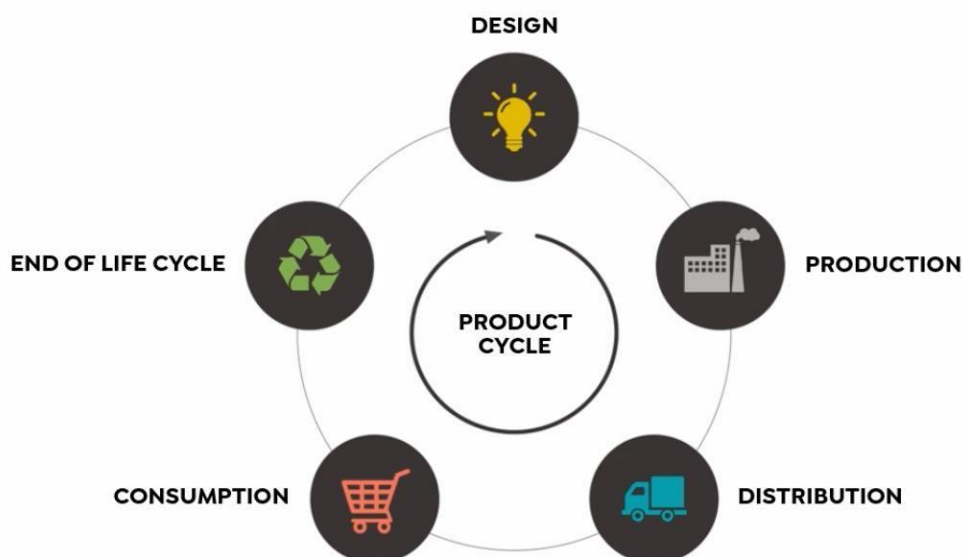 DESIGN
END OF LIFE CYCLE
PRODUCTION
PRODUCT
CYCLE
CONSUMPTION
DISTRIBUTION